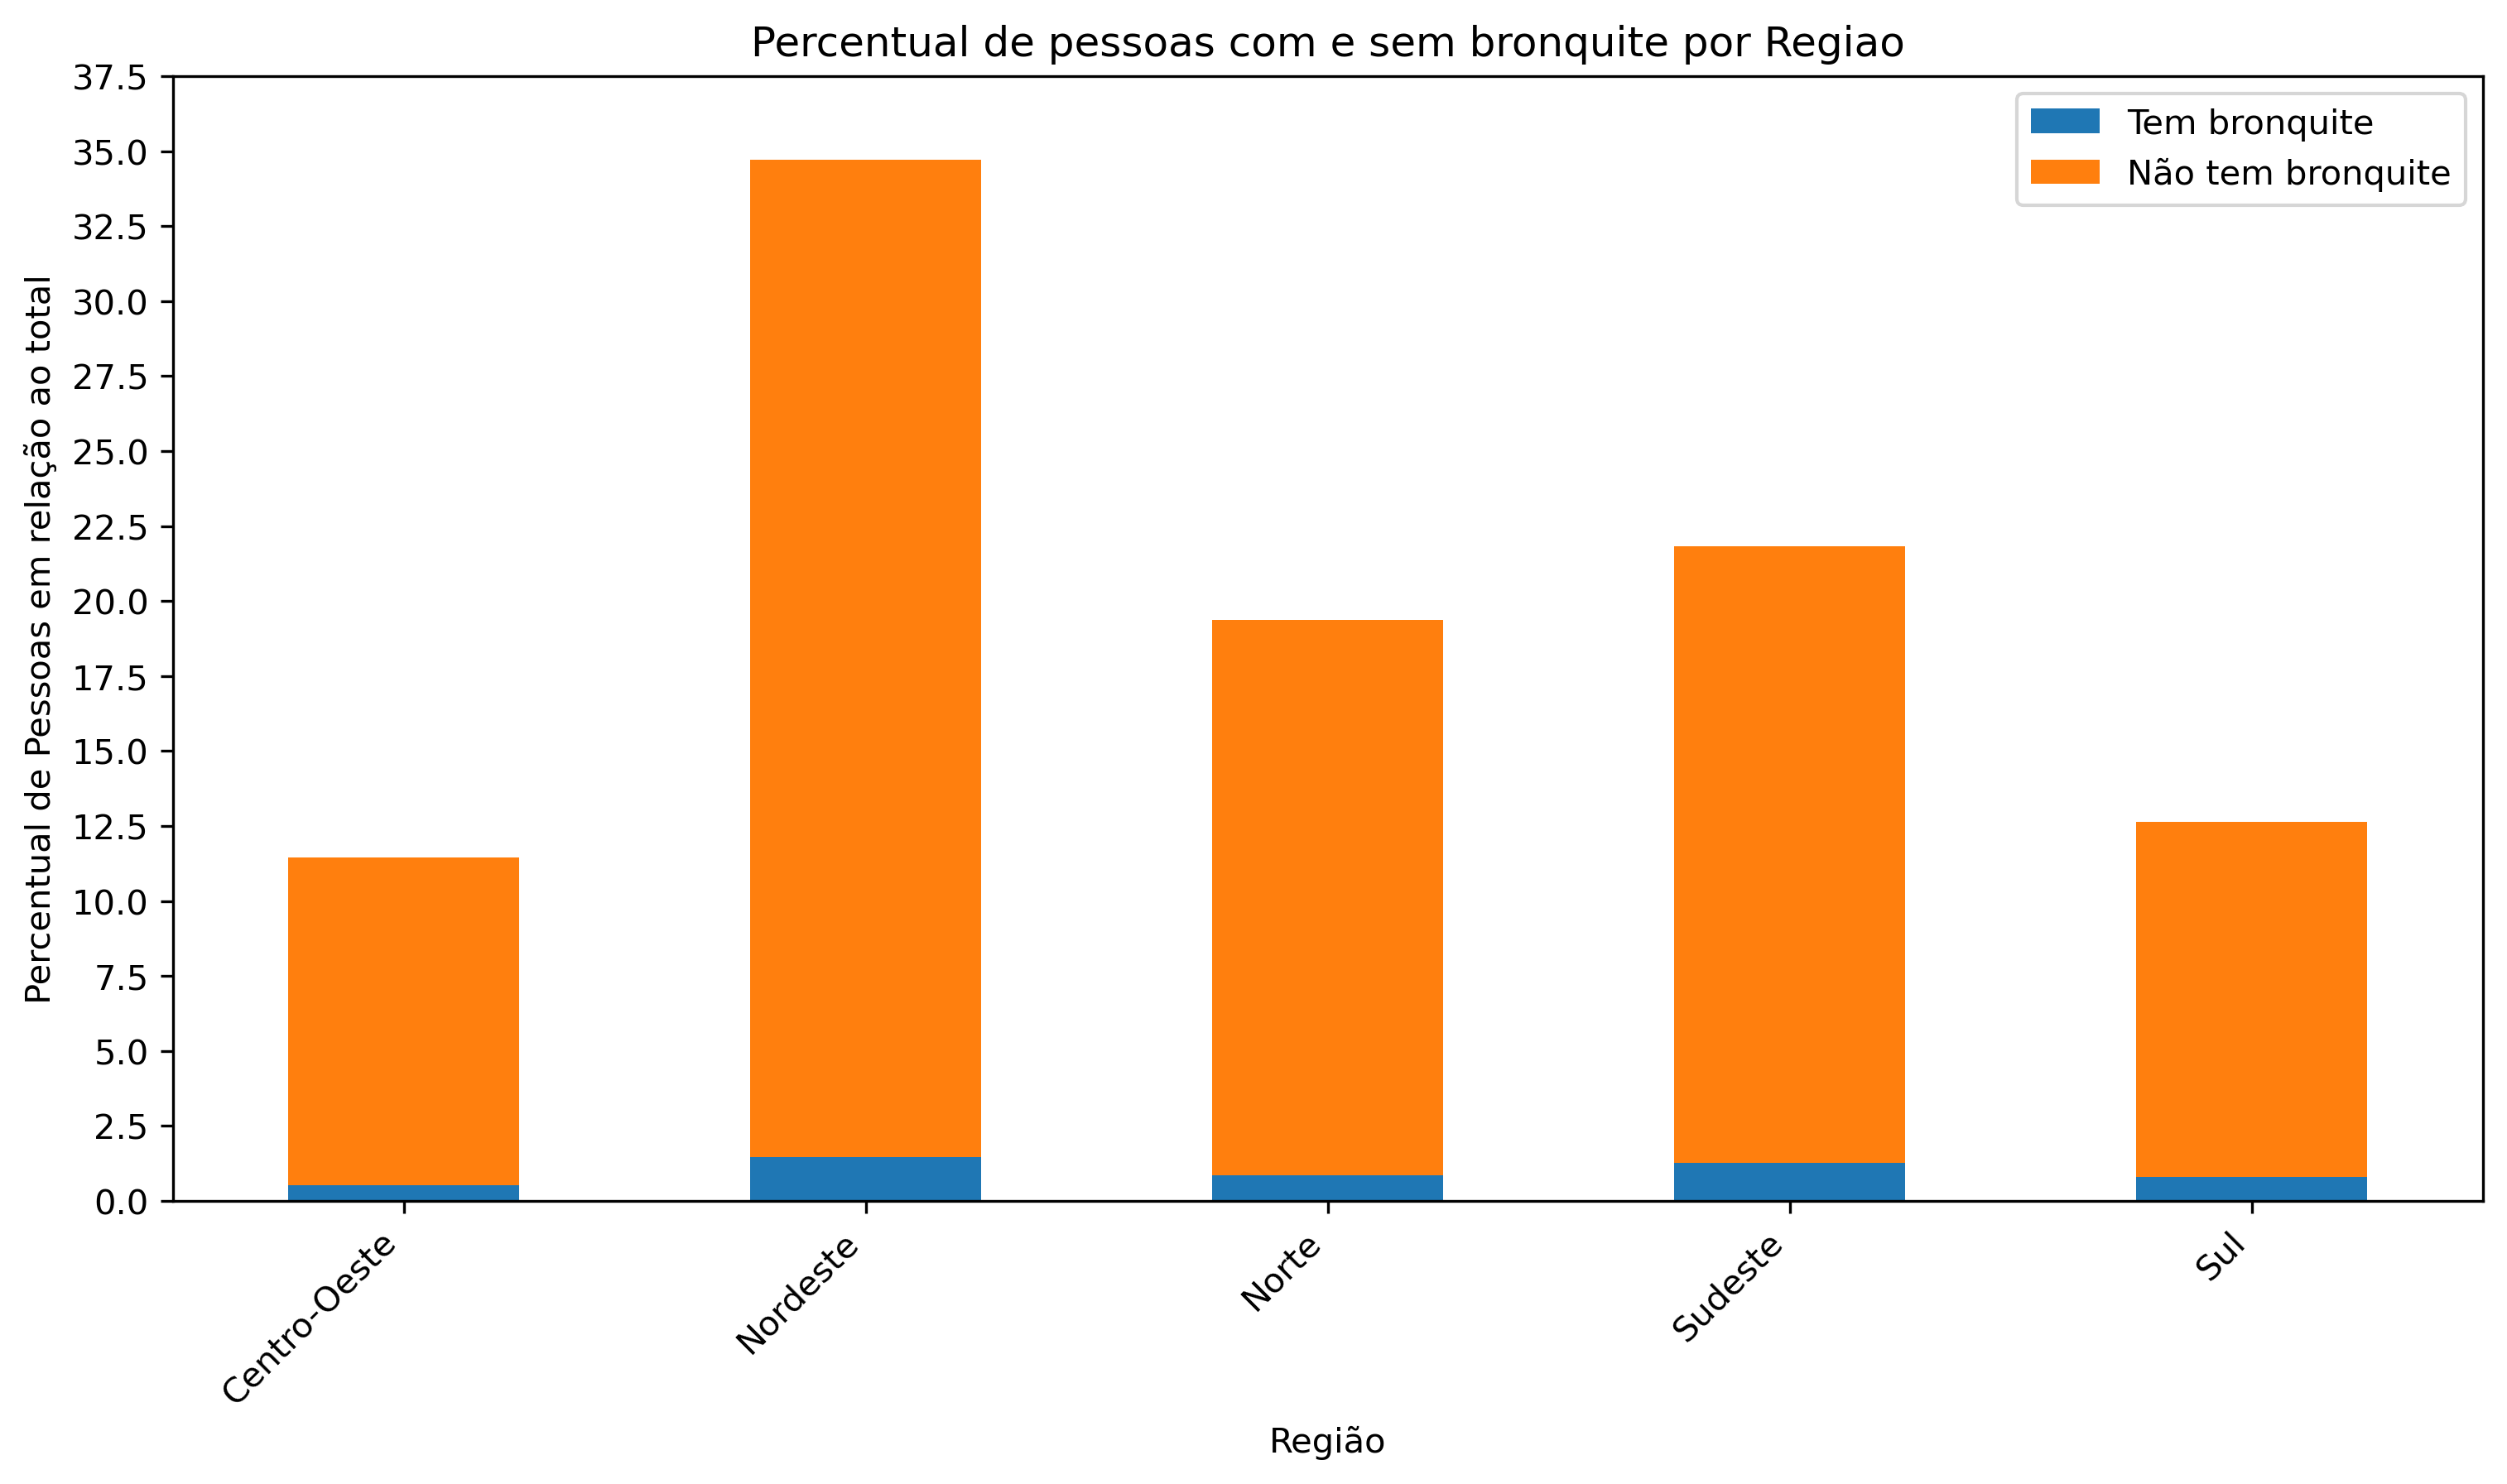 Percentual de pessoas com e sem bronquite por Regiao
Tem bronquite
Não tem bronquite
Percentual de Pessoas em relação ao total
37.5
35.0
32.5
30.0
27.5
25.0
22.5
20.0
17.5
15.0
12.5
10.0
7.5
5.0
2.5
0.0
Centro-Oeste
Nordeste
Norte
Sudeste
Sul
Região